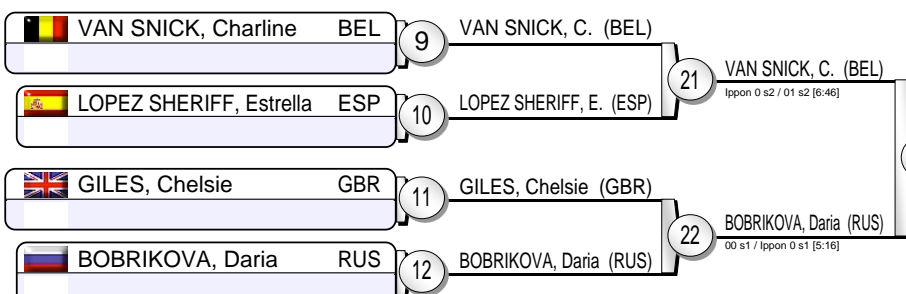 VAN SNICK, Charline BEL
9
VAN SNICK, C. (BEL)
LOPEZ SHERIFF, Estrella ESP
10
LOPEZ SHERIFF, E. (ESP)
21
VAN SNICK, C. (BEL)
Ippon 0 s2 / 01 s2 [6:46]
GILES, Chelsie GBR
11
GILES, Chelsie (GBR)
BOBRIKOVA, Daria RUS
12
BOBRIKOVA, Daria (RUS)
22
BOBRIKOVA, Daria (RUS)
00 s1 / Ippon 0 s1 [5:16]